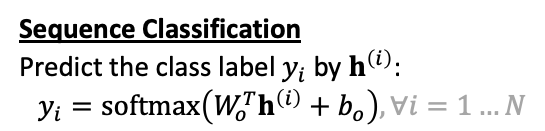 Sequence Classification
Predict the class label yᵢ by 𝐡⁽ⁱ⁾:
yᵢ = softmax(Wₒᵀ𝐡⁽ⁱ⁾ + bₒ), ∀i = 1 … N